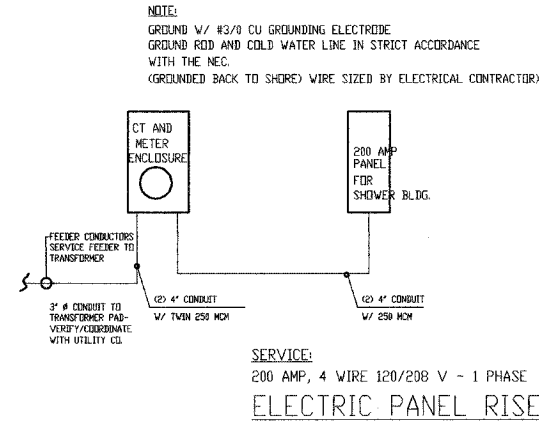 NOTE:
GROUND W/ #3/0 CU GROUNDING ELECTRODE
GROUND ROD AND COLD WATER LINE IN STRICT ACCORDANCE
WITH THE NEC.
(GROUNDED BACK TO SHORE) WIRE SIZED BY ELECTRICAL CONTRACTOR)
CT AND
METER
ENCLOSURE
200 AMP
PANEL
FOR
SHOWER BLDG.
FEEDER CONDUCTORS
SERVICE FEEDER TO
TRANSFORMER
3" ø CONDUIT TO
TRANSFORMER PAD-
VERIFY/COORDINATE
WITH UTILITY CO.
(2) 4" CONDUIT
W/ TWIN 250 MCM
(2) 4" CONDUIT
W/ 250 MCM
SERVICE:
200 AMP, 4 WIRE 120/208 V ~ 1 PHASE
ELECTRIC PANEL RISE